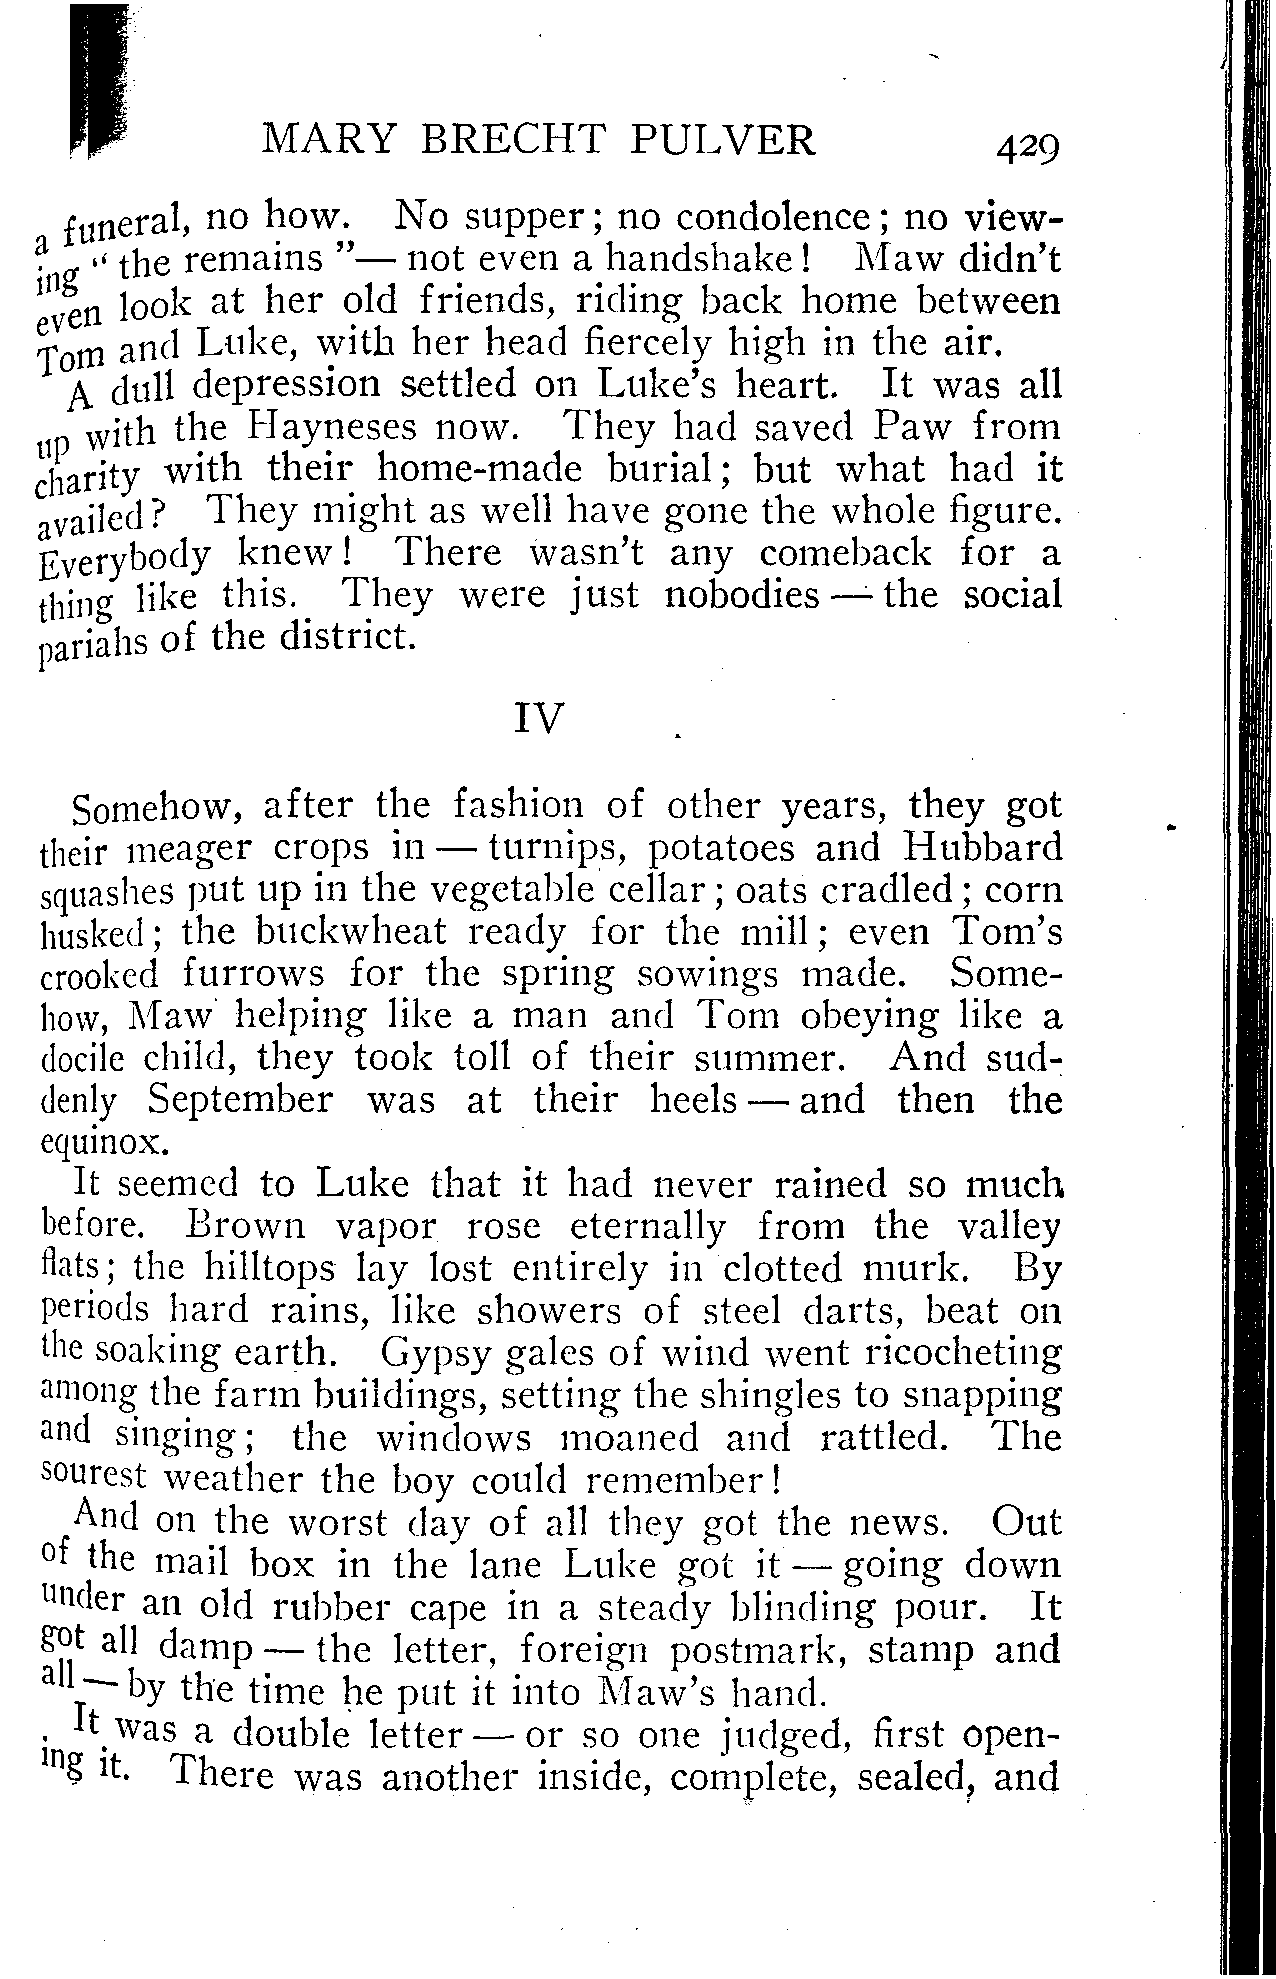 MARY BRECHT PULVER 429
a funeral, no how. No supper; no condolence; no view-
ing “ the remains ”— not even a handshake! Maw didn't
even look at her old friends, riding back home between
Tom and Luke, with her head fiercely high in the air.
A dull depression settled on Luke's heart. It was all
up with the Hayneses now. They had saved Paw from
charity with their home-made burial; but what had it
availed? They might as well have gone the whole figure.
Everybody knew! There wasn't any comeback for a
thing like this. They were just nobodies — the social
pariahs of the district.
IV
Somehow, after the fashion of other years, they got
their meager crops in — turnips, potatoes and Hubbard
squashes put up in the vegetable cellar; oats cradled; corn
husked; the buckwheat ready for the mill; even Tom's
crooked furrows for the spring sowings made. Some-
how, Maw helping like a man and Tom obeying like a
docile child, they took toll of their summer. And sud-
denly September was at their heels — and then the
equinox.
It seemed to Luke that it had never rained so much
before. Brown vapor rose eternally from the valley
flats; the hilltops lay lost entirely in clotted murk. By
periods hard rains, like showers of steel darts, beat on
the soaking earth. Gypsy gales of wind went ricocheting
among the farm buildings, setting the shingles to snapping
and singing; the windows moaned and rattled. The
sourest weather the boy could remember!
And on the worst day of all they got the news. Out
of the mail box in the lane Luke got it — going down
under an old rubber cape in a steady blinding pour. It
got all damp — the letter, foreign postmark, stamp and
all — by the time he put it into Maw's hand.
It was a double letter — or so one judged, first open-
ing it. There was another inside, complete, sealed, and